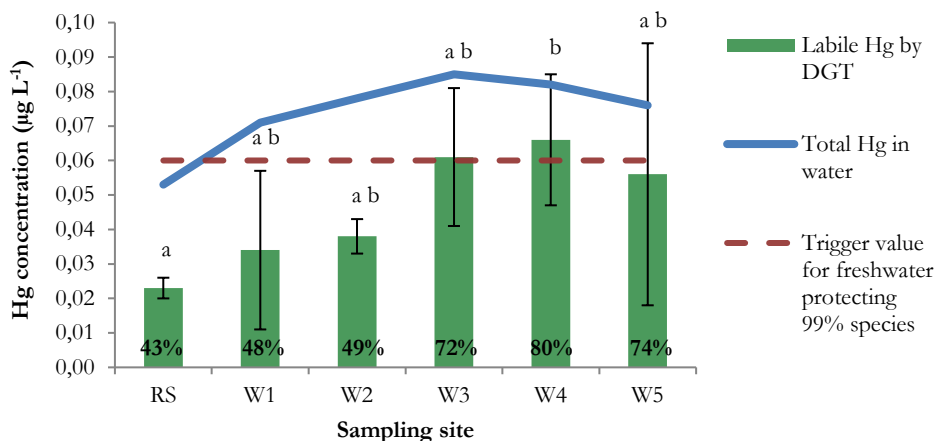 0,10
0,09
0,08
0,07
0,06
0,05
0,04
0,03
0,02
0,01
0,00
Hg concentration (µg L-1)
a
a b
a b
a b
b
a b
43%
48%
49%
72%
80%
74%
RS
W1
W2
W3
W4
W5
Sampling site
Labile Hg by
DGT
Total Hg in
water
Trigger value
for freshwater
protecting
99% species